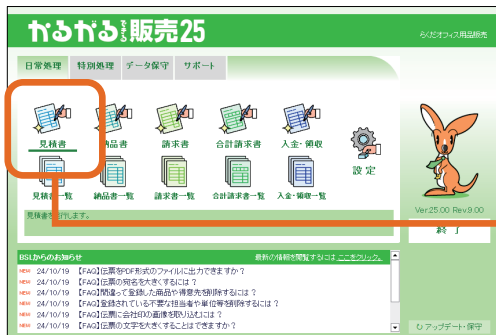 かるがるできる販売25
らくだオフィス用品販売
日常処理 特別処理 データ保守 サポート
見積書 納品書 請求書 合計請求書 入金・領収
設定
見積書一覧 納品書一覧 請求書一覧 合計請求書一覧 入金・領収一覧
見積書を発行します。
Ver.25.00 Rev.9.00
終了
BSLからのお知らせ 最新の情報を閲覧するには ここをクリック。
NEW 24/10/19 【FAQ】伝票をPDF形式のファイルに出力できますか?
NEW 24/10/19 【FAQ】伝票の宛名を大きくするには?
NEW 24/10/19 【FAQ】間違って登録した商品や得意先を削除するには?
NEW 24/10/19 【FAQ】登録されている不要な担当者や単位等を削除するには?
NEW 24/10/19 【FAQ】伝票に会社印の画像を取り込むには?
NEW 24/10/19 【FAQ】伝票の文字を大きくすることはできますか?
アップデート・保守